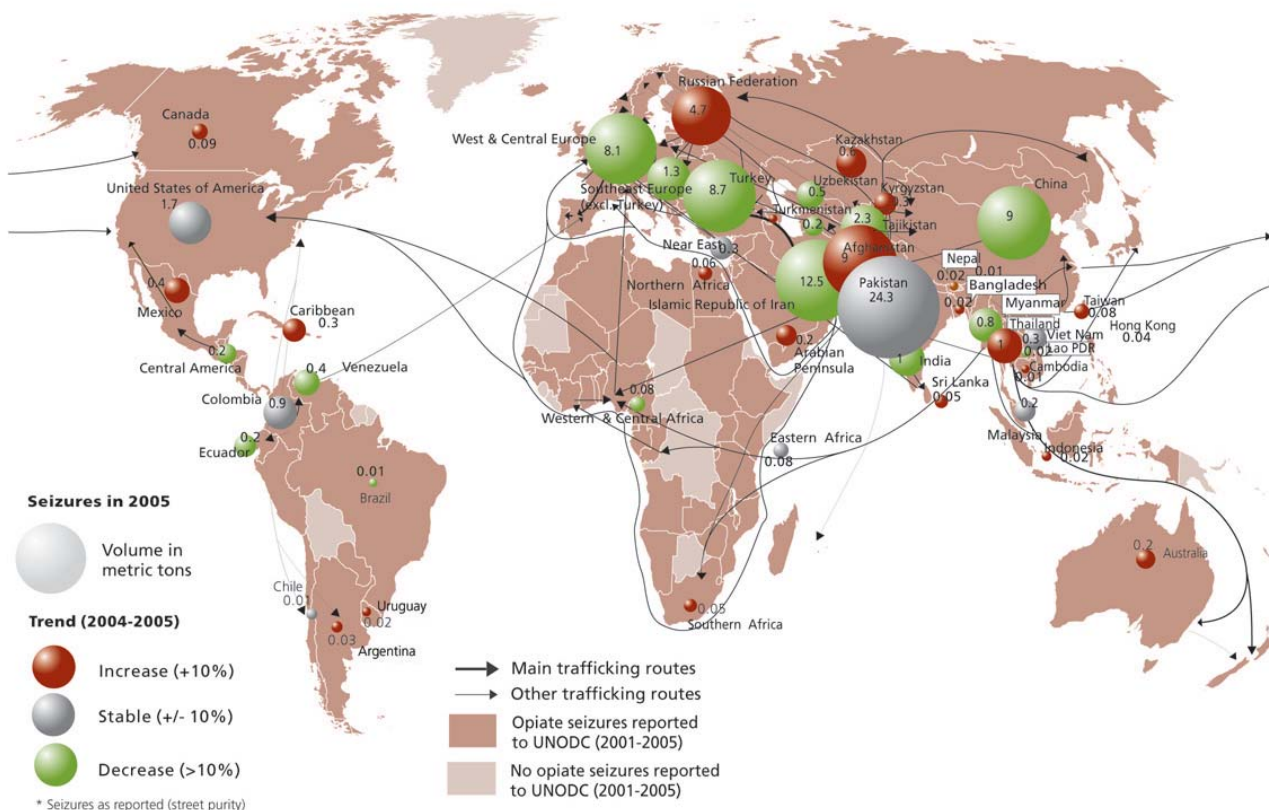 Canada
0.09
United States of America
1.7
0.4
Mexico
Caribbean
0.3
0.2
Central America
0.4
Venezuela
Colombia
0.9
0.2
Ecuador
0.01
Brazil
Chile
0.01
Uruguay
0.02
0.03
Argentina
Russian Federation
4.7
West & Central Europe
8.1
1.3
Southeast Europe
(excl. Turkey)
8.7
Turkey
Kazakhstan
0.6
Uzbekistan
0.5
Kyrgyzstan
0.3
Turkmenistan
0.2
2.3
Tajikistan
China
9
Near East
0.3
0.06
Northern Africa
Afghanistan
9
Islamic Republic of Iran
12.5
Pakistan
24.3
Nepal
0.02
0.01
Bangladesh
0.02
Myanmar
0.8
Thailand
1
0.3
Viet Nam
Lao PDR
0.02
Cambodia
0.01
Taiwan
0.08
Hong Kong
0.04
0.2
Arabian
Peninsula
1
India
Sri Lanka
0.05
0.2
Malaysia
Indonesia
0.02
0.08
Western & Central Africa
Eastern Africa
0.08
0.05
Southern Africa
0.2
Australia
Seizures in 2005
Volume in
metric tons
Trend (2004-2005)
Increase (+10%)
Stable (+/- 10%)
Decrease (>10%)
* Seizures as reported (street purity)
Main trafficking routes
Other trafficking routes
Opiate seizures reported
to UNODC (2001-2005)
No opiate seizures reported
to UNODC (2001-2005)